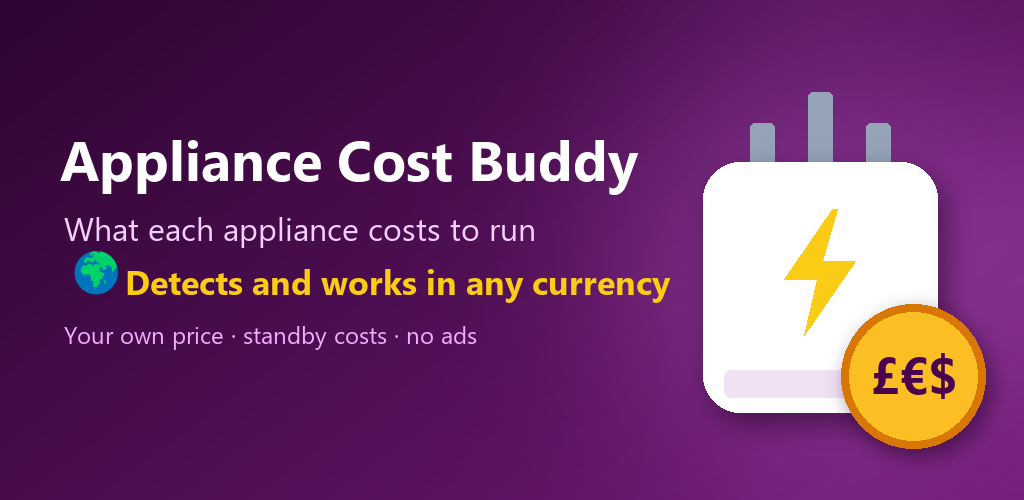 Appliance Cost Buddy
What each appliance costs to run
Detects and works in any currency
Your own price · standby costs · no ads
£€$